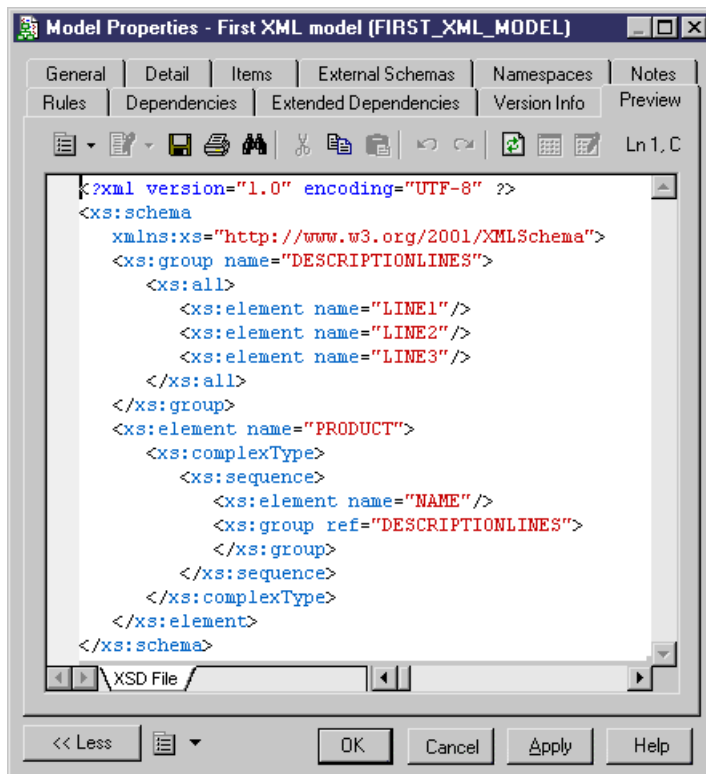 Model Properties - First XML model (FIRST_XML_MODEL)
General Detail Items External Schemas Namespaces Notes
Rules Dependencies Extended Dependencies Version Info Preview
Ln 1, C
<?xml version="1.0" encoding="UTF-8" ?>
<xs:schema
xmlns:xs="http://www.w3.org/2001/XMLSchema">
<xs:group name="DESCRIPTIONLINES">
<xs:all>
<xs:element name="LINE1"/>
<xs:element name="LINE2"/>
<xs:element name="LINE3"/>
</xs:all>
</xs:group>
<xs:element name="PRODUCT">
<xs:complexType>
<xs:sequence>
<xs:element name="NAME"/>
<xs:group ref="DESCRIPTIONLINES">
</xs:group>
</xs:sequence>
</xs:complexType>
</xs:element>
</xs:schema>
XSD File
<< Less OK Cancel Apply Help